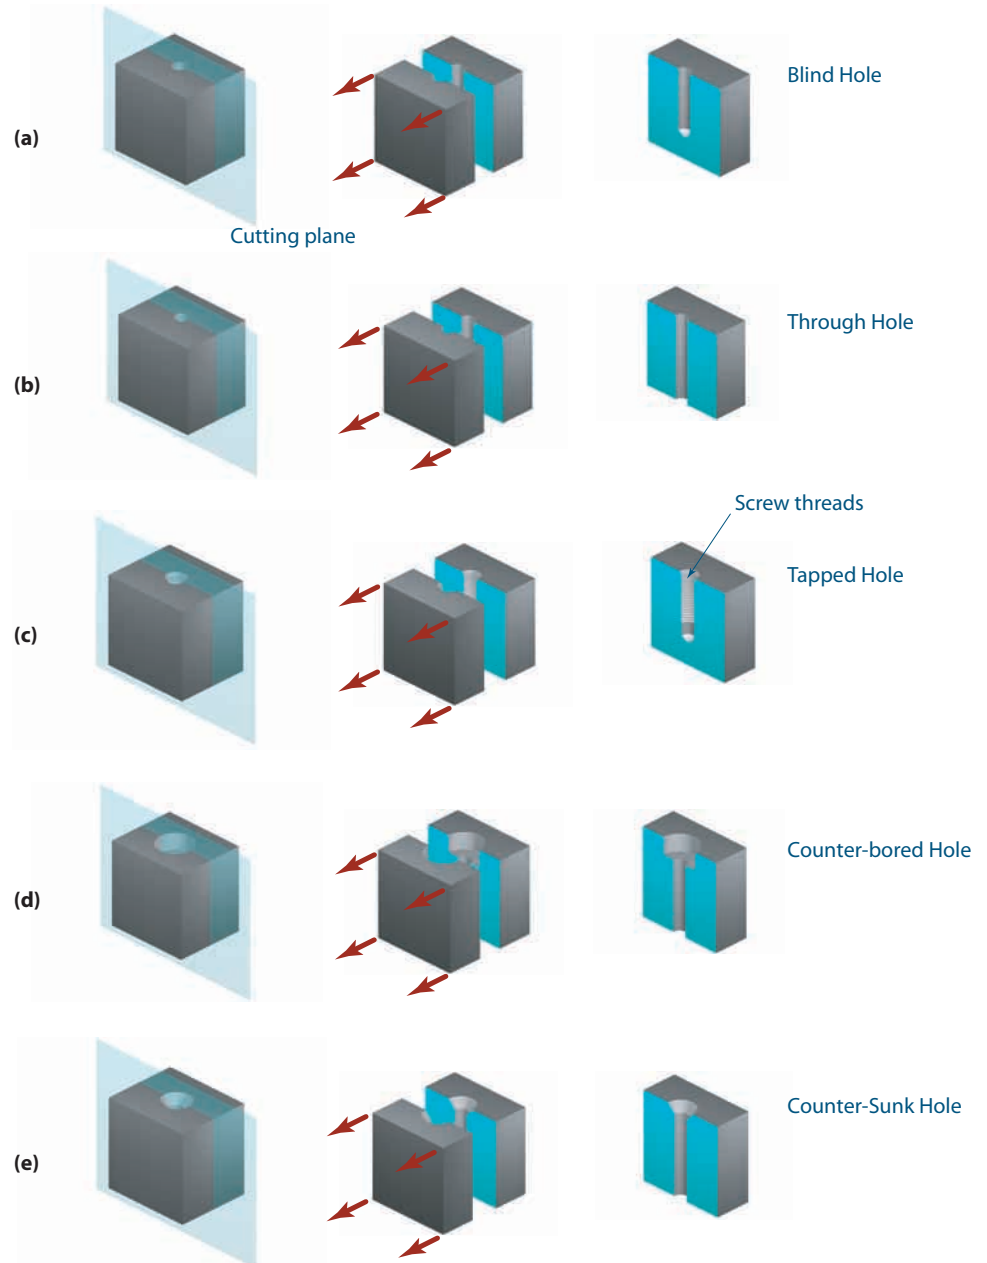 Blind Hole
(a)
Cutting plane
Through Hole
(b)
Screw threads
Tapped Hole
(c)
Counter-bored Hole
(d)
Counter-Sunk Hole
(e)